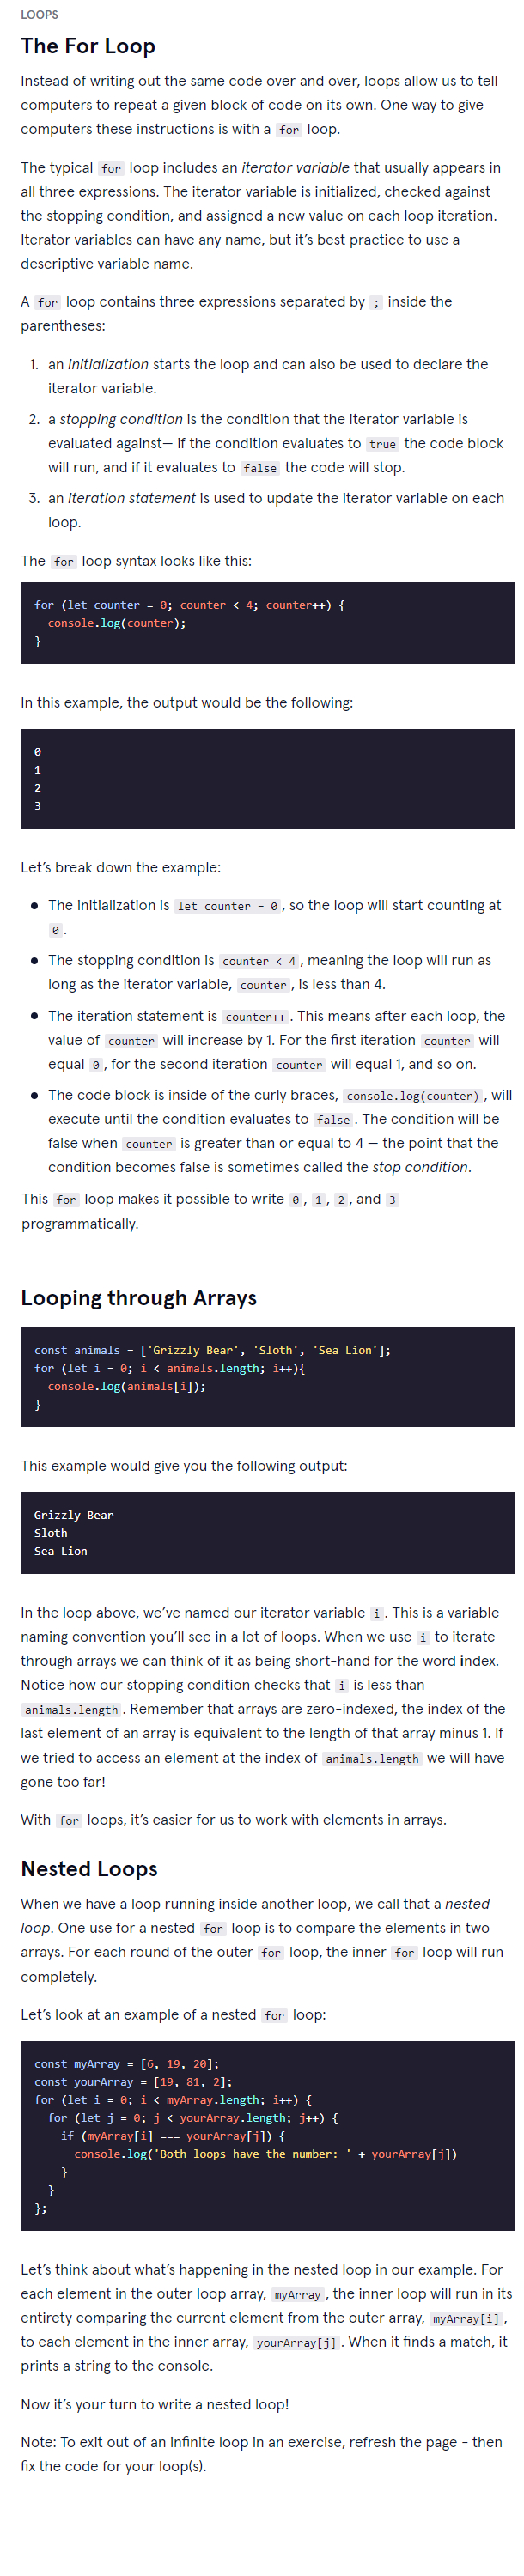 LOOPS
The For Loop
Instead of writing out the same code over and over, loops allow us to tell
computers to repeat a given block of code on its own. One way to give
computers these instructions is with a for loop.
The typical for loop includes an iterator variable that usually appears in
all three expressions. The iterator variable is initialized, checked against
the stopping condition, and assigned a new value on each loop iteration.
Iterator variables can have any name, but it's best practice to use a
descriptive variable name.
A for loop contains three expressions separated by ; inside the
parentheses:
1. an initialization starts the loop and can also be used to declare the
iterator variable.
2. a stopping condition is the condition that the iterator variable is
evaluated against— if the condition evaluates to true the code block
will run, and if it evaluates to false the code will stop.
3. an iteration statement is used to update the iterator variable on each
loop.
The for loop syntax looks like this:
for (let counter = 0; counter < 4; counter++) {
  console.log(counter);
}
In this example, the output would be the following:
0
1
2
3
Let's break down the example:
● The initialization is let counter = 0, so the loop will start counting at
0.
● The stopping condition is counter < 4, meaning the loop will run as
long as the iterator variable, counter, is less than 4.
● The iteration statement is counter++. This means after each loop, the
value of counter will increase by 1. For the first iteration counter will
equal 0, for the second iteration counter will equal 1, and so on.
● The code block is inside of the curly braces, console.log(counter), will
execute until the condition evaluates to false. The condition will be
false when counter is greater than or equal to 4 — the point that the
condition becomes false is sometimes called the stop condition.
This for loop makes it possible to write 0, 1, 2, and 3
programmatically.
Looping through Arrays
const animals = ['Grizzly Bear', 'Sloth', 'Sea Lion'];
for (let i = 0; i < animals.length; i++){
  console.log(animals[i]);
}
This example would give you the following output:
Grizzly Bear
Sloth
Sea Lion
In the loop above, we've named our iterator variable i. This is a variable
naming convention you'll see in a lot of loops. When we use i to iterate
through arrays we can think of it as being short-hand for the word index.
Notice how our stopping condition checks that i is less than
animals.length. Remember that arrays are zero-indexed, the index of the
last element of an array is equivalent to the length of that array minus 1. If
we tried to access an element at the index of animals.length we will have
gone too far!
With for loops, it's easier for us to work with elements in arrays.
Nested Loops
When we have a loop running inside another loop, we call that a nested
loop. One use for a nested for loop is to compare the elements in two
arrays. For each round of the outer for loop, the inner for loop will run
completely.
Let's look at an example of a nested for loop:
const myArray = [6, 19, 20];
const yourArray = [19, 81, 2];
for (let i = 0; i < myArray.length; i++) {
  for (let j = 0; j < yourArray.length; j++) {
    if (myArray[i] === yourArray[j]) {
      console.log('Both loops have the number: ' + yourArray[j])
    }
  }
};
Let's think about what's happening in the nested loop in our example. For
each element in the outer loop array, myArray, the inner loop will run in its
entirety comparing the current element from the outer array, myArray[i],
to each element in the inner array, yourArray[j]. When it finds a match, it
prints a string to the console.
Now it's your turn to write a nested loop!
Note: To exit out of an infinite loop in an exercise, refresh the page - then
fix the code for your loop(s).